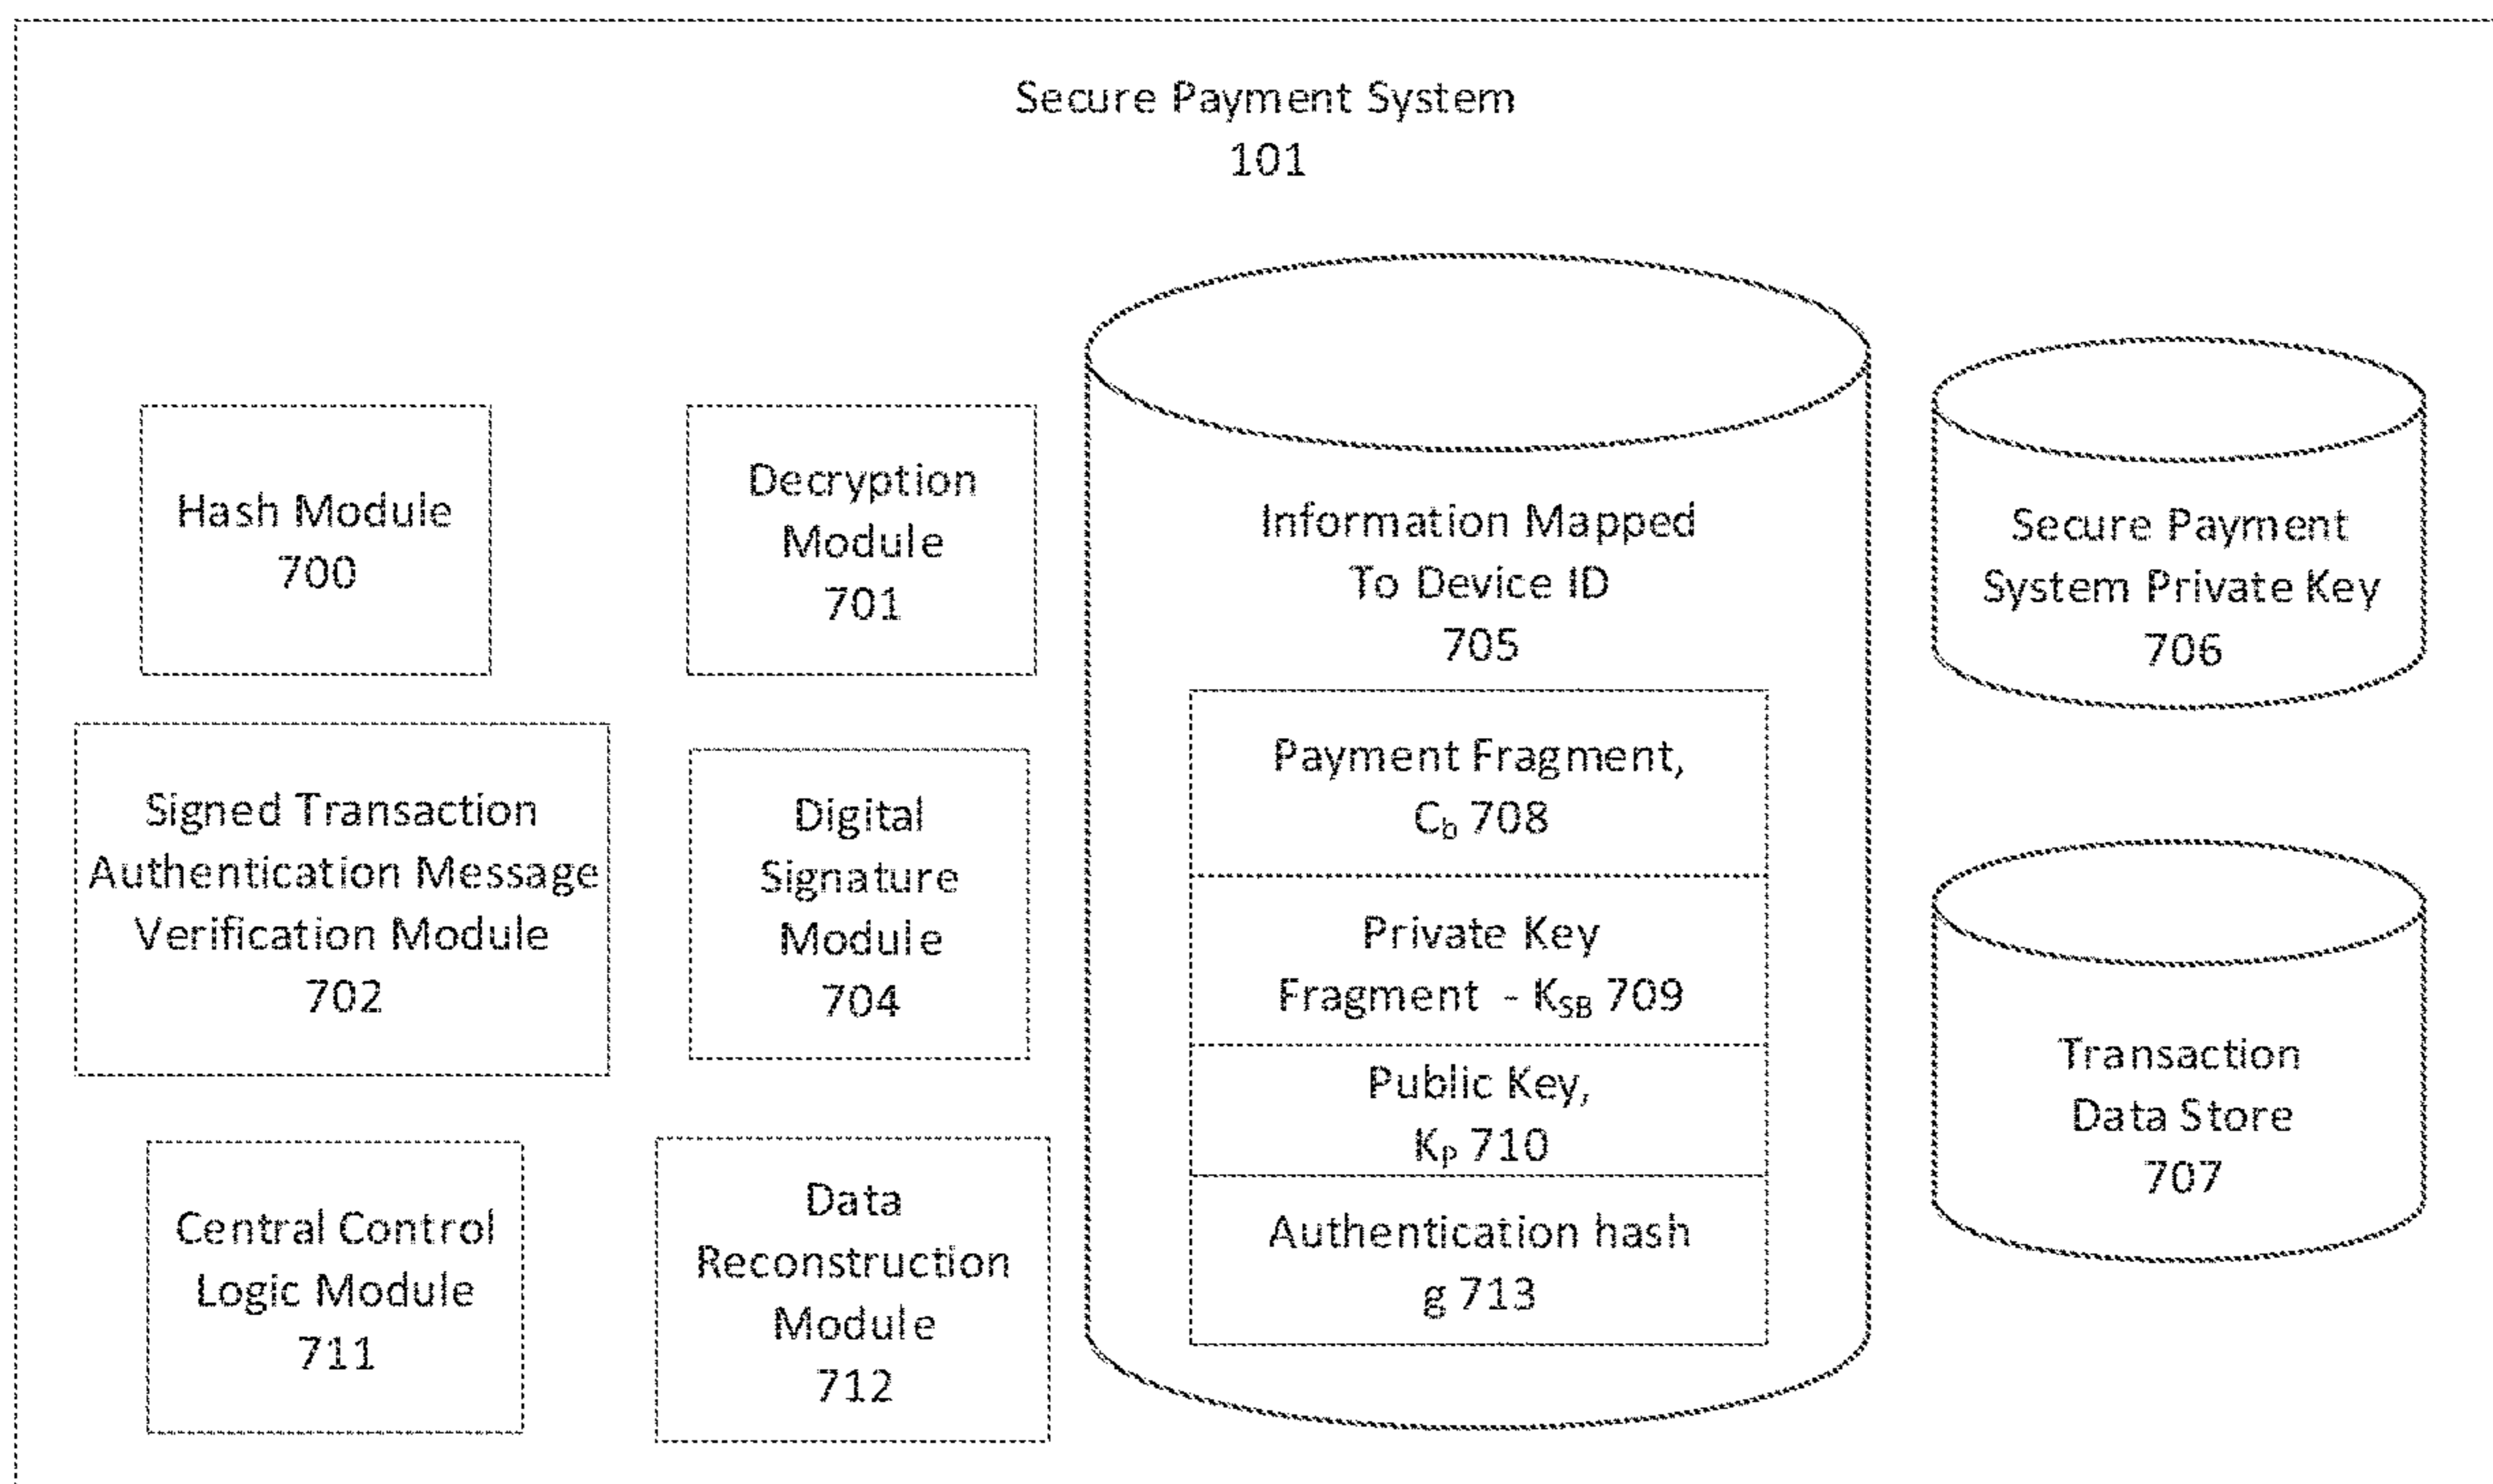 Secure Payment System
101
Hash Module
700
Decryption
Module
701
Signed Transaction
Authentication Message
Verification Module
702
Digital
Signature
Module
704
Central Control
Logic Module
711
Data
Reconstruction
Module
712
Information Mapped
To Device ID
705
Payment Fragment,
C_b 708
Private Key
Fragment - K_SB 709
Public Key,
K_P 710
Authentication hash
g 713
Secure Payment
System Private Key
706
Transaction
Data Store
707